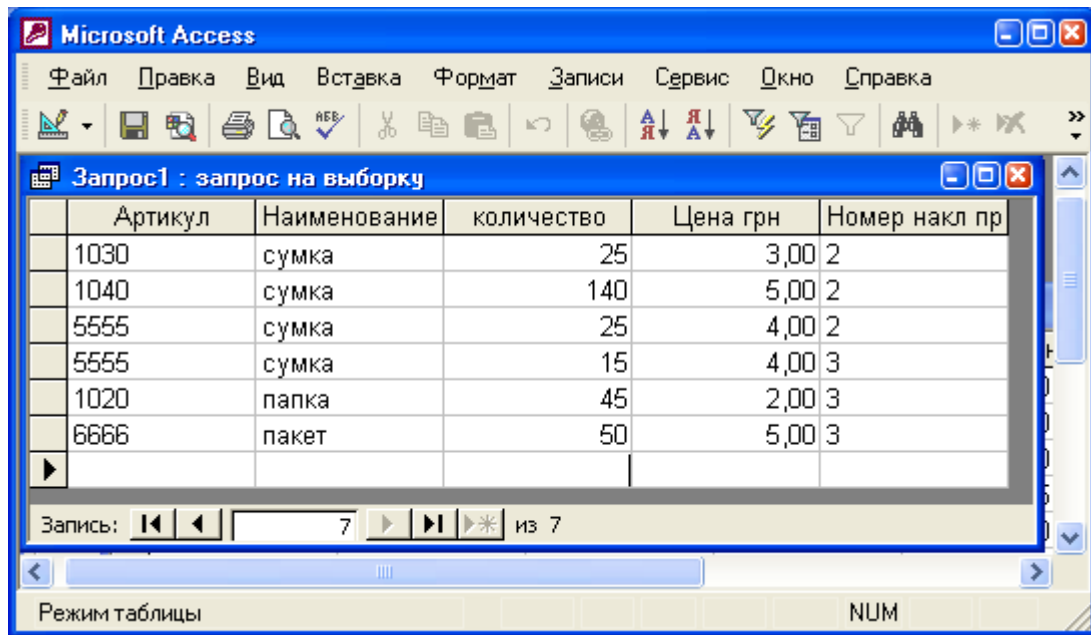 Microsoft Access
Файл Правка Вид Вставка Формат Записи Сервис Окно Справка
Запрос1 : запрос на выборку
Артикул Наименование количество Цена грн Номер накл пр
1030 сумка 25 3,00 2
1040 сумка 140 5,00 2
5555 сумка 25 4,00 2
5555 сумка 15 4,00 3
1020 папка 45 2,00 3
6666 пакет 50 5,00 3
Запись: 7 из 7
Режим таблицы NUM